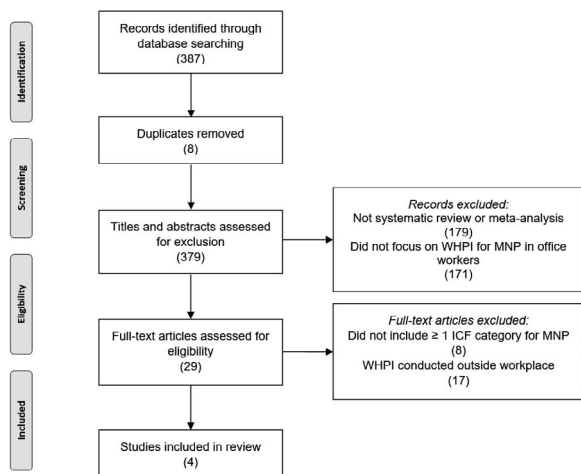 Identification
Records identified through
database searching
(387)
Duplicates removed
(8)
Screening
Titles and abstracts assessed
for exclusion
(379)
Records excluded:
Not systematic review or meta-analysis
(179)
Did not focus on WHPI for MNP in office
workers
(171)
Eligibility
Full-text articles assessed for
eligibility
(29)
Full-text articles excluded:
Did not include ≥ 1 ICF category for MNP
(8)
WHPI conducted outside workplace
(17)
Included
Studies included in review
(4)